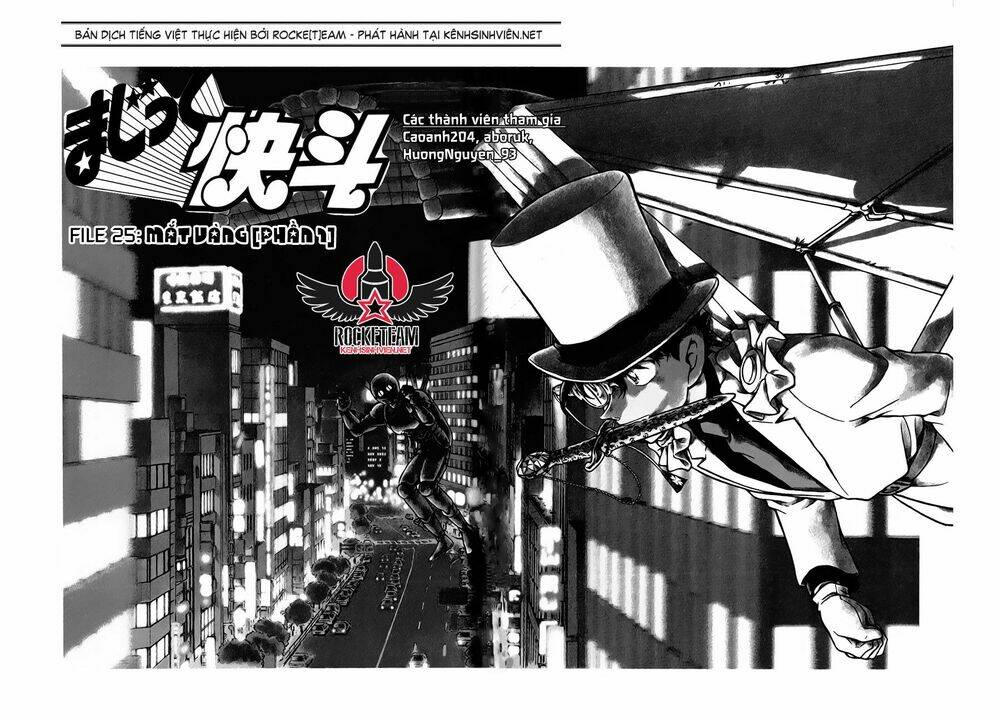 BẢN DỊCH TIẾNG VIỆT THỰC HIỆN BỞI ROCKE[T]EAM - PHÁT HÀNH TẠI KÊNHSINHVIÊN.NET
まじっく
快斗
Các thành viên tham gia
Caoanh204, aboruk,
HuongNguyen_93
FILE 25: MẮT VÀNG [PHẦN 1]
ROCKETEAM
KENHSINHVIEN.NET